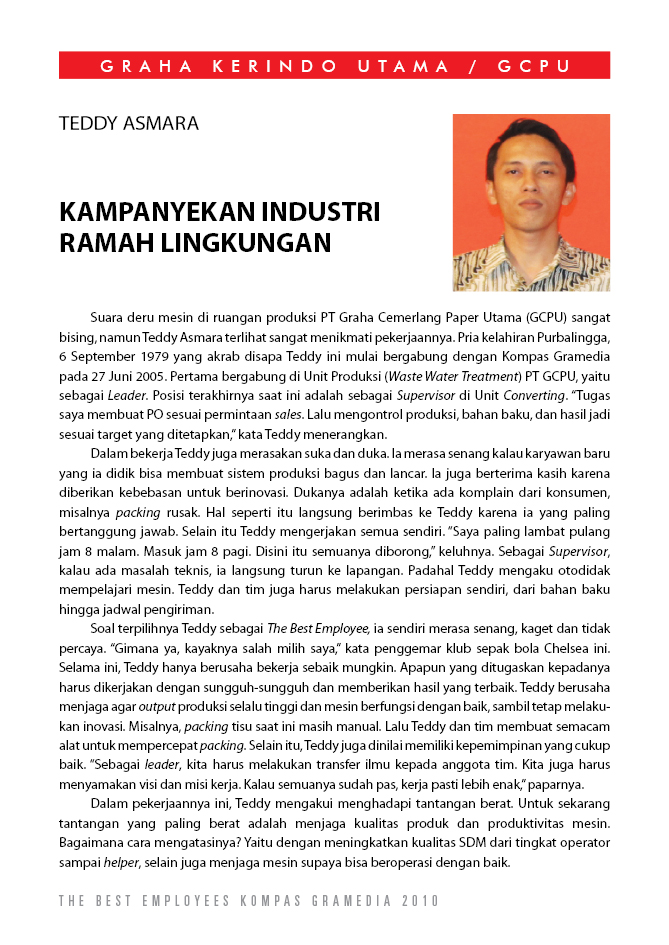 GRAHA KERINDO UTAMA / GCPU
TEDDY ASMARA
KAMPANYEKAN INDUSTRI
RAMAH LINGKUNGAN
Suara deru mesin di ruangan produksi PT Graha Cemerlang Paper Utama (GCPU) sangat
bising, namun Teddy Asmara terlihat sangat menikmati pekerjaannya. Pria kelahiran Purbalingga,
6 September 1979 yang akrab disapa Teddy ini mulai bergabung dengan Kompas Gramedia
pada 27 Juni 2005. Pertama bergabung di Unit Produksi (Waste Water Treatment) PT GCPU, yaitu
sebagai Leader. Posisi terakhirnya saat ini adalah sebagai Supervisor di Unit Converting. “Tugas
saya membuat PO sesuai permintaan sales. Lalu mengontrol produksi, bahan baku, dan hasil jadi
sesuai target yang ditetapkan,” kata Teddy menerangkan.
Dalam bekerja Teddy juga merasakan suka dan duka. Ia merasa senang kalau karyawan baru
yang ia didik bisa membuat sistem produksi bagus dan lancar. Ia juga berterima kasih karena
diberikan kebebasan untuk berinovasi. Dukanya adalah ketika ada komplain dari konsumen,
misalnya packing rusak. Hal seperti itu langsung berimbas ke Teddy karena ia yang paling
bertanggung jawab. Selain itu Teddy mengerjakan semua sendiri. “Saya paling lambat pulang
jam 8 malam. Masuk jam 8 pagi. Disini itu semuanya diborong,” keluhnya. Sebagai Supervisor,
kalau ada masalah teknis, ia langsung turun ke lapangan. Padahal Teddy mengaku otodidak
mempelajari mesin. Teddy dan tim juga harus melakukan persiapan sendiri, dari bahan baku
hingga jadwal pengiriman.
Soal terpilihnya Teddy sebagai The Best Employee, ia sendiri merasa senang, kaget dan tidak
percaya. “Gimana ya, kayaknya salah milih saya,” kata penggemar klub sepak bola Chelsea ini.
Selama ini, Teddy hanya berusaha bekerja sebaik mungkin. Apapun yang ditugaskan kepadanya
harus dikerjakan dengan sungguh-sungguh dan memberikan hasil yang terbaik. Teddy berusaha
menjaga agar output produksi selalu tinggi dan mesin berfungsi dengan baik, sambil tetap melaku-
kan inovasi. Misalnya, packing tisu saat ini masih manual. Lalu Teddy dan tim membuat semacam
alat untuk mempercepat packing. Selain itu, Teddy juga dinilai memiliki kepemimpinan yang cukup
baik. “Sebagai leader, kita harus melakukan transfer ilmu kepada anggota tim. Kita juga harus
menyamakan visi dan misi kerja. Kalau semuanya sudah pas, kerja pasti lebih enak,” paparnya.
Dalam pekerjaannya ini, Teddy mengakui menghadapi tantangan berat. Untuk sekarang
tantangan yang paling berat adalah menjaga kualitas produk dan produktivitas mesin.
Bagaimana cara mengatasinya? Yaitu dengan meningkatkan kualitas SDM dari tingkat operator
sampai helper, selain juga menjaga mesin supaya bisa beroperasi dengan baik.
THE BEST EMPLOYEES KOMPAS GRAMEDIA 2010